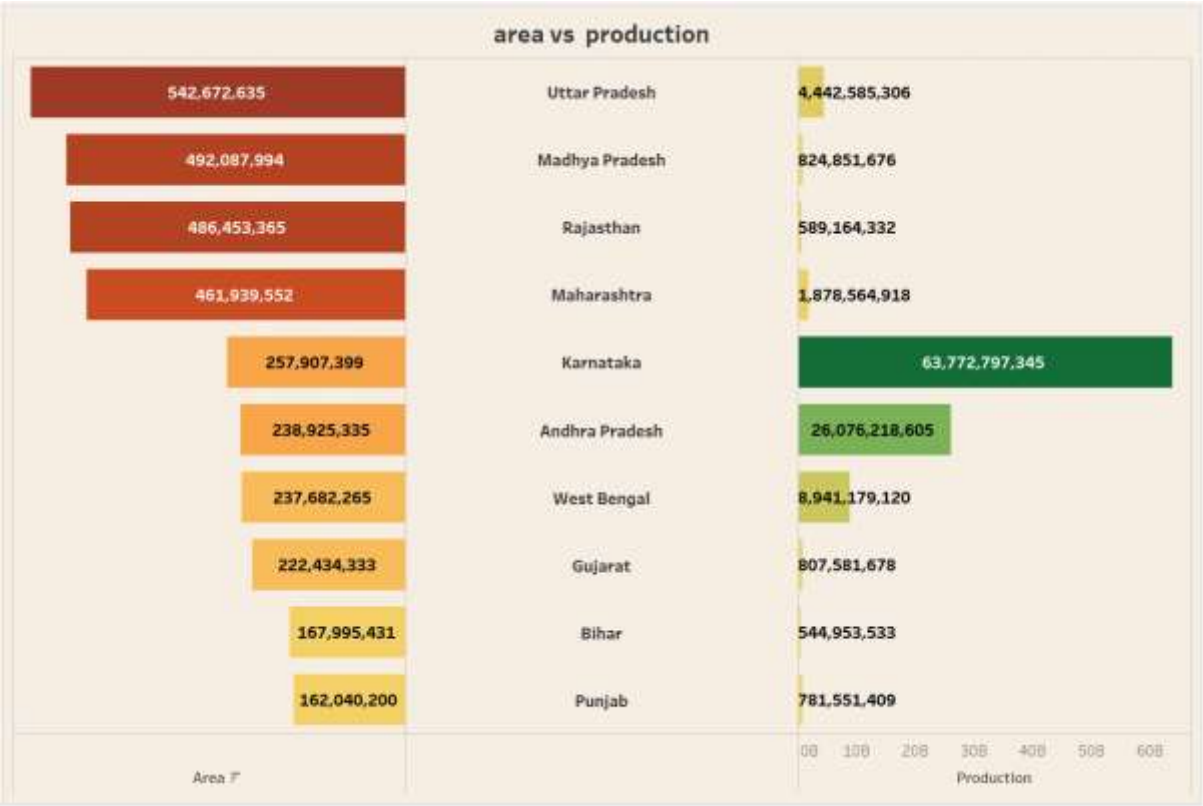 area vs production
542,672,635 Uttar Pradesh 4,442,585,306
492,087,994 Madhya Pradesh 824,851,676
486,453,365 Rajasthan 589,164,332
461,939,552 Maharashtra 1,878,564,918
257,907,399 Karnataka 63,772,797,345
238,925,335 Andhra Pradesh 26,076,218,605
237,682,265 West Bengal 8,941,179,120
222,434,333 Gujarat 807,581,678
167,995,431 Bihar 544,953,533
162,040,200 Punjab 781,551,409
0B 10B 20B 30B 40B 50B 60B
Area Production